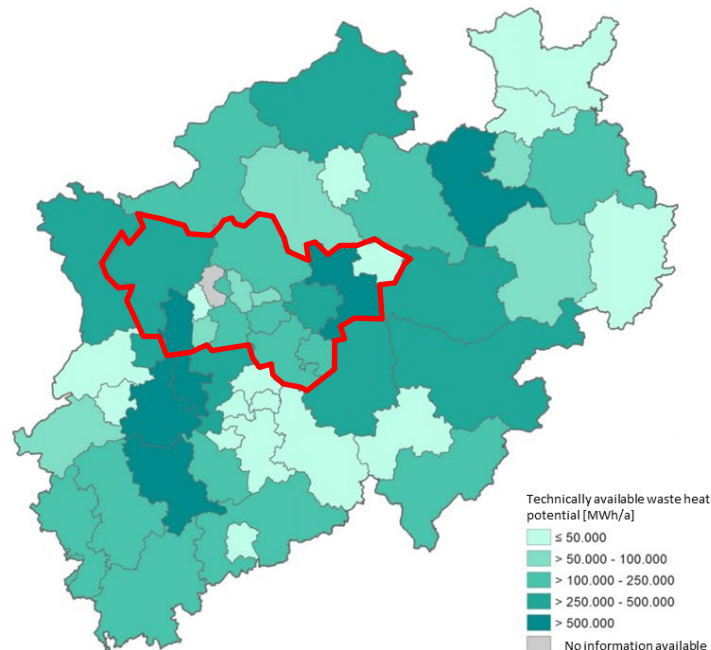 Technically available waste heat
potential [MWh/a]
≤ 50.000
> 50.000 - 100.000
> 100.000 - 250.000
> 250.000 - 500.000
> 500.000
No information available